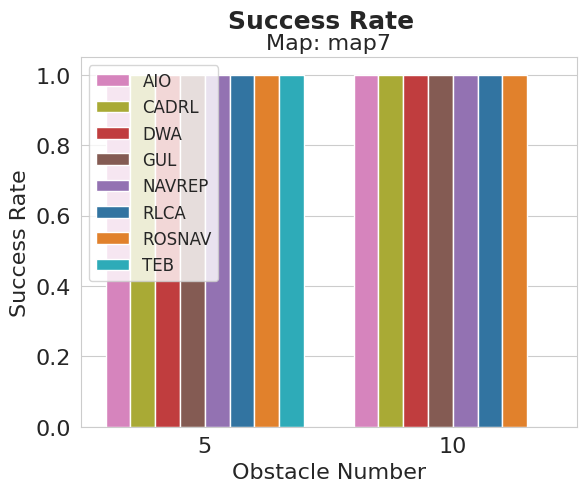 Success Rate
Map: map7
1.0
0.8
0.6
0.4
0.2
0.0
Success Rate
AIO
CADRL
DWA
GUL
NAVREP
RLCA
ROSNAV
TEB
5
10
Obstacle Number